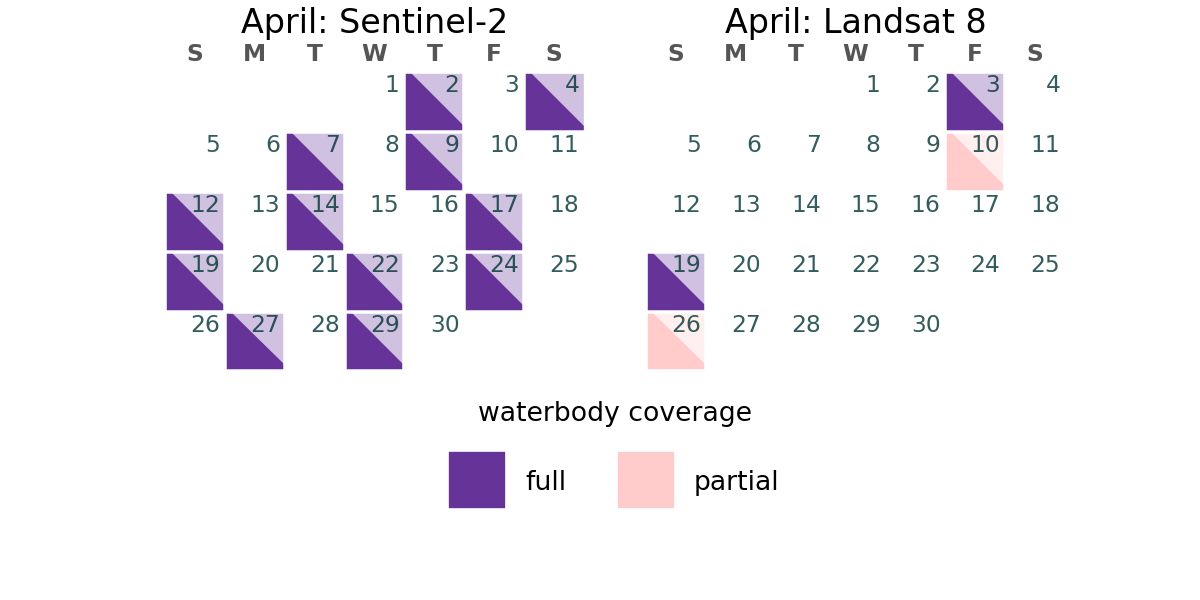 April: Sentinel-2
S M T W T F S
1 2 3 4
5 6 7 8 9 10 11
12 13 14 15 16 17 18
19 20 21 22 23 24 25
26 27 28 29 30
April: Landsat 8
S M T W T F S
1 2 3 4
5 6 7 8 9 10 11
12 13 14 15 16 17 18
19 20 21 22 23 24 25
26 27 28 29 30
waterbody coverage
full partial